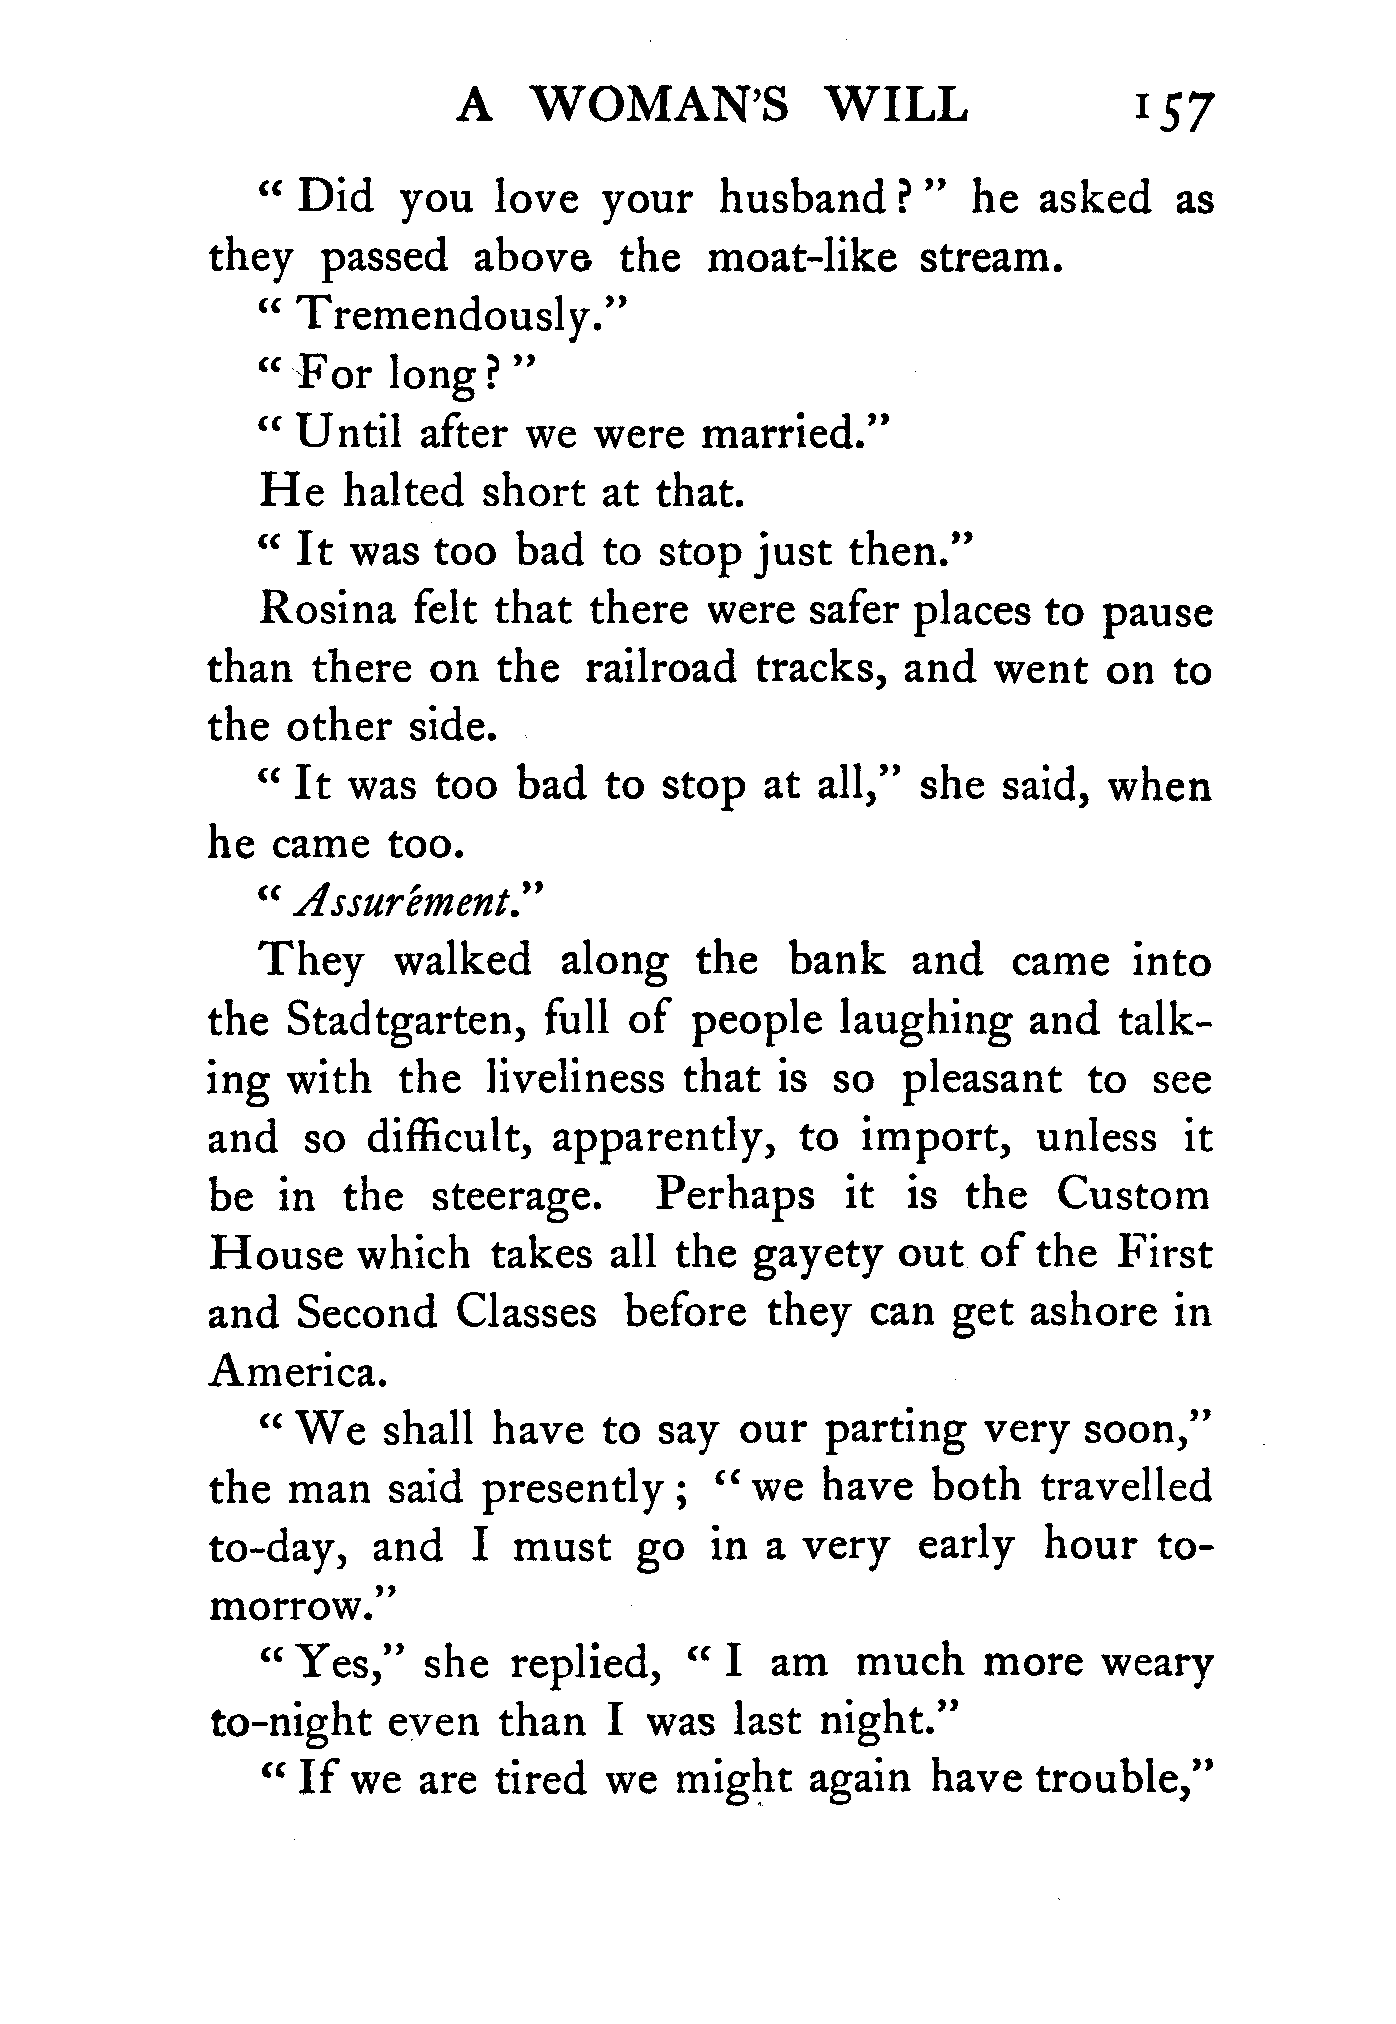 A WOMAN'S WILL 157
“ Did you love your husband? ” he asked as
they passed above the moat-like stream.
“ Tremendously.”
“ For long? ”
“ Until after we were married.”
He halted short at that.
“ It was too bad to stop just then.”
Rosina felt that there were safer places to pause
than there on the railroad tracks, and went on to
the other side.
“ It was too bad to stop at all,” she said, when
he came too.
“ Assurément.”
They walked along the bank and came into
the Stadtgarten, full of people laughing and talk-
ing with the liveliness that is so pleasant to see
and so difficult, apparently, to import, unless it
be in the steerage. Perhaps it is the Custom
House which takes all the gayety out of the First
and Second Classes before they can get ashore in
America.
“ We shall have to say our parting very soon,”
the man said presently ; “ we have both travelled
to-day, and I must go in a very early hour to-
morrow.”
“ Yes,” she replied, “ I am much more weary
to-night even than I was last night.”
“ If we are tired we might again have trouble,”